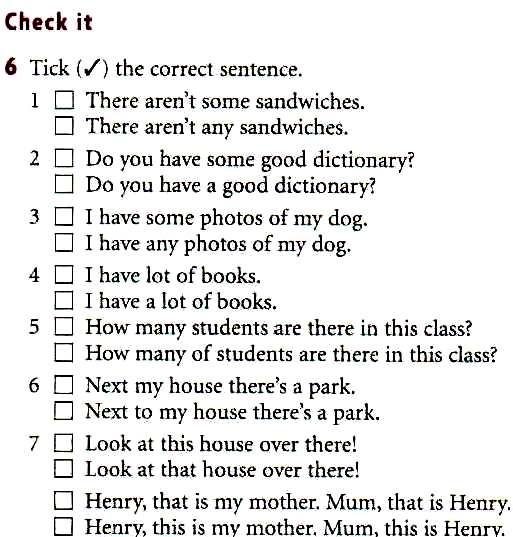 Check it
6 Tick (✓) the correct sentence.
1 □ There aren't some sandwiches.
□ There aren't any sandwiches.
2 □ Do you have some good dictionary?
□ Do you have a good dictionary?
3 □ I have some photos of my dog.
□ I have any photos of my dog.
4 □ I have lot of books.
□ I have a lot of books.
5 □ How many students are there in this class?
□ How many of students are there in this class?
6 □ Next my house there's a park.
□ Next to my house there's a park.
7 □ Look at this house over there!
□ Look at that house over there!
□ Henry, that is my mother. Mum, that is Henry.
□ Henry, this is my mother. Mum, this is Henry.